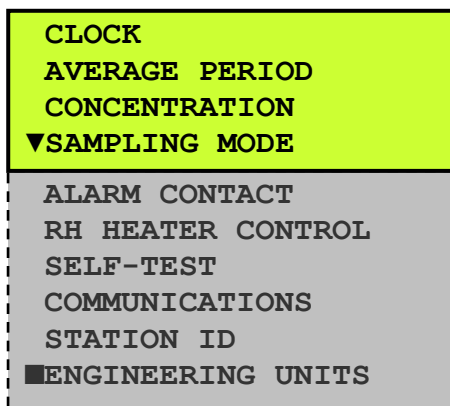 CLOCK
AVERAGE PERIOD
CONCENTRATION
▼SAMPLING MODE
ALARM CONTACT
RH HEATER CONTROL
SELF-TEST
COMMUNICATIONS
STATION ID
■ENGINEERING UNITS